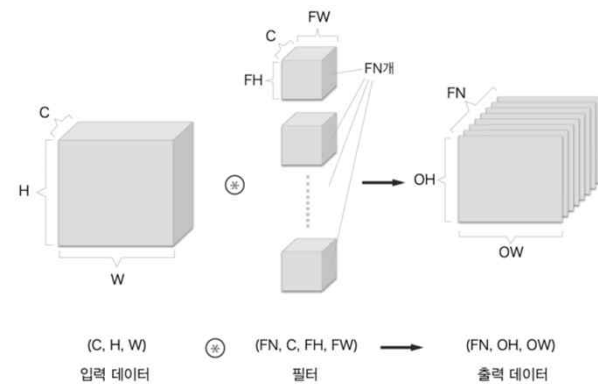 FW
C
FH
FN개
C
H
W
⊛
FN
OH
OW
(C, H, W) ⊛ (FN, C, FH, FW) → (FN, OH, OW)
입력 데이터 필터 출력 데이터